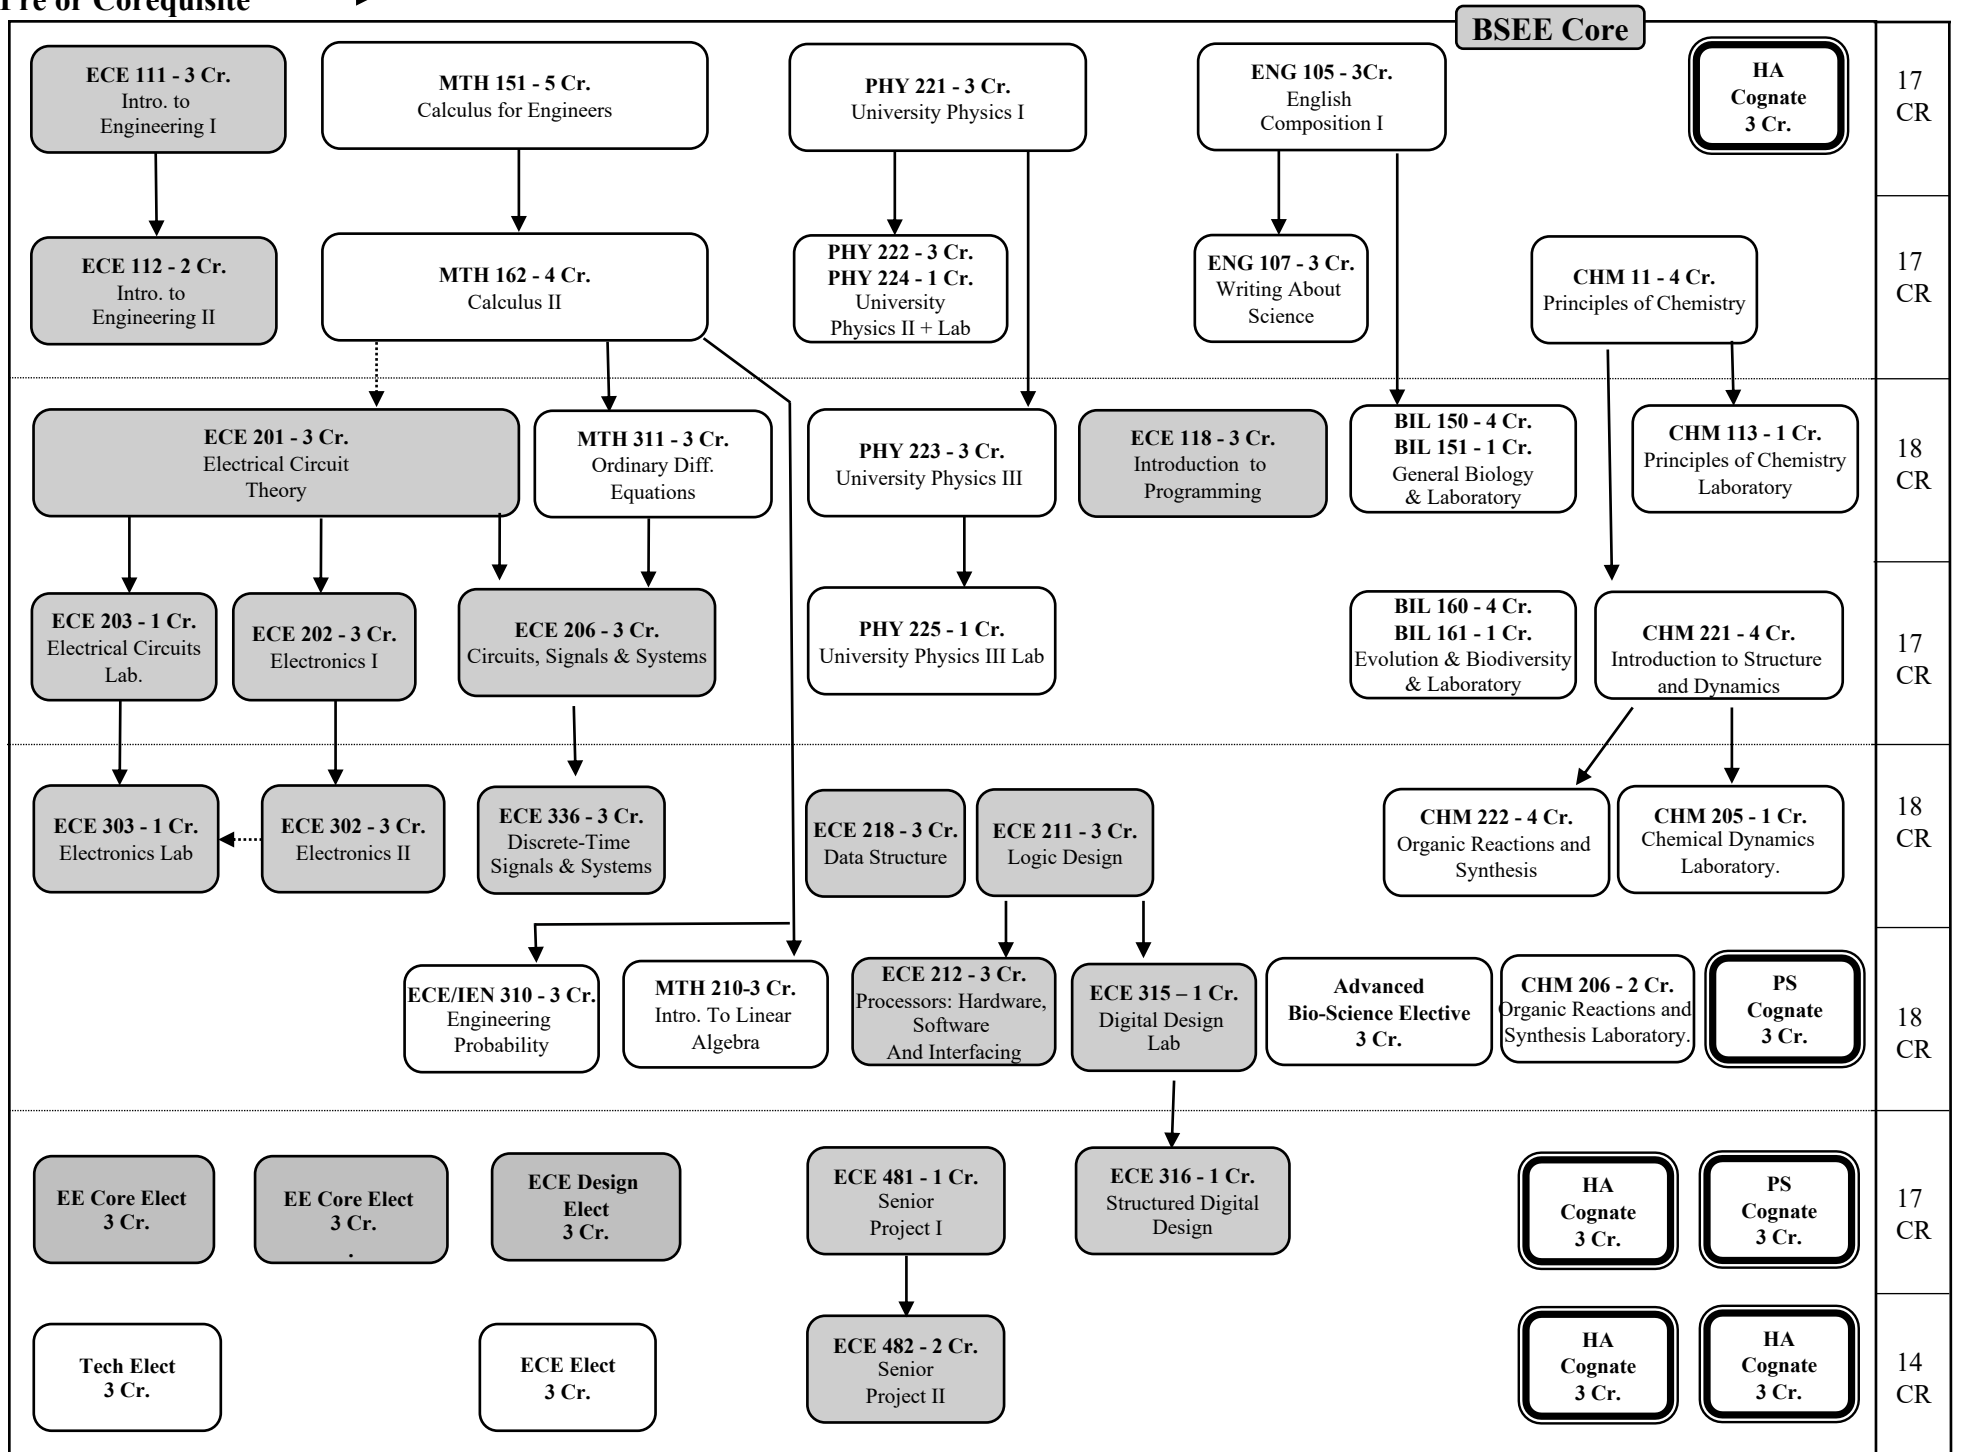 Pre or Corequisite
BSEE Core
ECE 111 - 3 Cr.
Intro. to
Engineering I
MTH 151 - 5 Cr.
Calculus for Engineers
PHY 221 - 3 Cr.
University Physics I
ENG 105 - 3Cr.
English
Composition I
HA
Cognate
3 Cr.
17
CR
ECE 112 - 2 Cr.
Intro. to
Engineering II
MTH 162 - 4 Cr.
Calculus II
PHY 222 - 3 Cr.
PHY 224 - 1 Cr.
University
Physics II + Lab
ENG 107 - 3 Cr.
Writing About
Science
CHM 11 - 4 Cr.
Principles of Chemistry
17
CR
ECE 201 - 3 Cr.
Electrical Circuit
Theory
MTH 311 - 3 Cr.
Ordinary Diff.
Equations
PHY 223 - 3 Cr.
University Physics III
ECE 118 - 3 Cr.
Introduction to
Programming
BIL 150 - 4 Cr.
BIL 151 - 1 Cr.
General Biology
& Laboratory
CHM 113 - 1 Cr.
Principles of Chemistry
Laboratory
18
CR
ECE 203 - 1 Cr.
Electrical Circuits
Lab.
ECE 202 - 3 Cr.
Electronics I
ECE 206 - 3 Cr.
Circuits, Signals & Systems
PHY 225 - 1 Cr.
University Physics III Lab
BIL 160 - 4 Cr.
BIL 161 - 1 Cr.
Evolution & Biodiversity
& Laboratory
CHM 221 - 4 Cr.
Introduction to Structure
and Dynamics
17
CR
ECE 303 - 1 Cr.
Electronics Lab
ECE 302 - 3 Cr.
Electronics II
ECE 336 - 3 Cr.
Discrete-Time
Signals & Systems
ECE 218 - 3 Cr.
Data Structure
ECE 211 - 3 Cr.
Logic Design
CHM 222 - 4 Cr.
Organic Reactions and
Synthesis
CHM 205 - 1 Cr.
Chemical Dynamics
Laboratory.
18
CR
ECE/IEN 310 - 3 Cr.
Engineering
Probability
MTH 210-3 Cr.
Intro. To Linear
Algebra
ECE 212 - 3 Cr.
Processors: Hardware,
Software
And Interfacing
ECE 315 – 1 Cr.
Digital Design
Lab
Advanced
Bio-Science Elective
3 Cr.
CHM 206 - 2 Cr.
Organic Reactions and
Synthesis Laboratory.
PS
Cognate
3 Cr.
18
CR
EE Core Elect
3 Cr.
EE Core Elect
3 Cr.
.
ECE Design
Elect
3 Cr.
ECE 481 - 1 Cr.
Senior
Project I
ECE 316 - 1 Cr.
Structured Digital
Design
HA
Cognate
3 Cr.
PS
Cognate
3 Cr.
17
CR
Tech Elect
3 Cr.
ECE Elect
3 Cr.
ECE 482 - 2 Cr.
Senior
Project II
HA
Cognate
3 Cr.
HA
Cognate
3 Cr.
14
CR